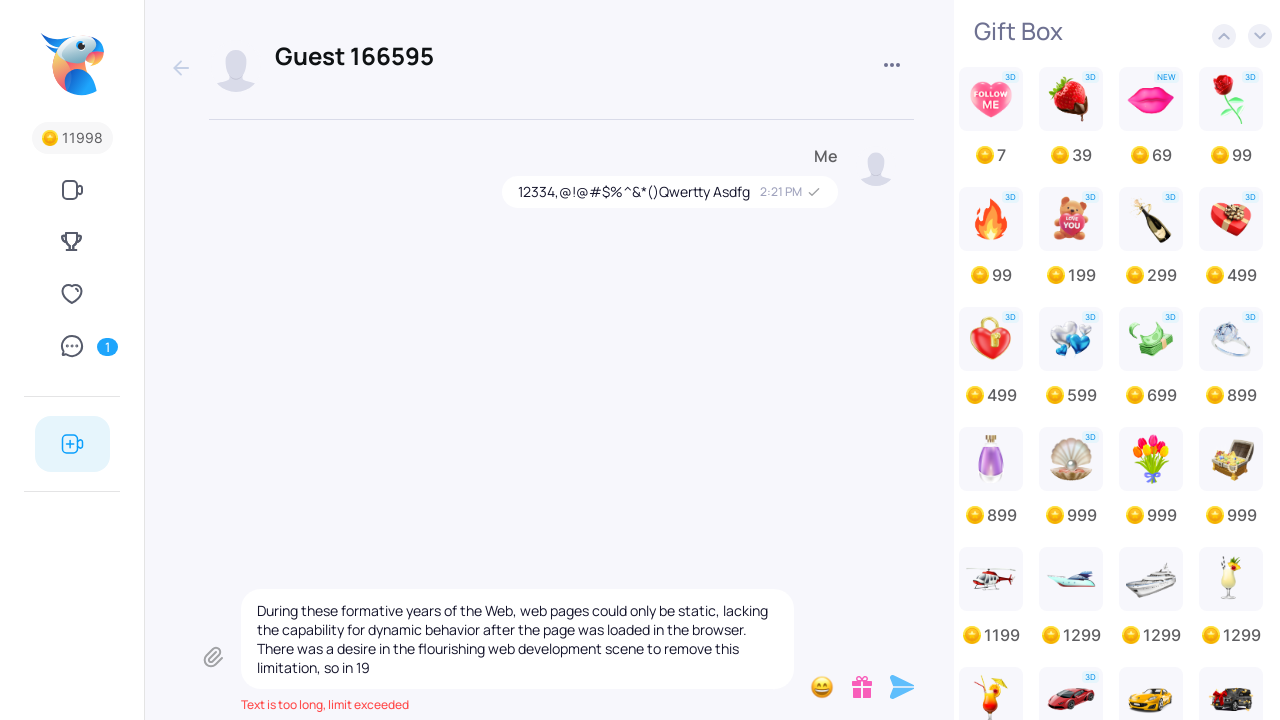 11998
1
Guest 166595
Me
12334,@!@#$%^&*()Qwertty Asdfg 2:21 PM
During these formative years of the Web, web pages could only be static, lacking
the capability for dynamic behavior after the page was loaded in the browser.
There was a desire in the flourishing web development scene to remove this
limitation, so in 19
Text is too long, limit exceeded
Gift Box
3D 3D NEW 3D
FOLLOW
ME
7 39 69 99
3D 3D 3D 3D
LOVE
YOU
99 199 299 499
3D 3D 3D 3D
499 599 699 899
3D
899 999 999 999
1199 1299 1299 1299
3D